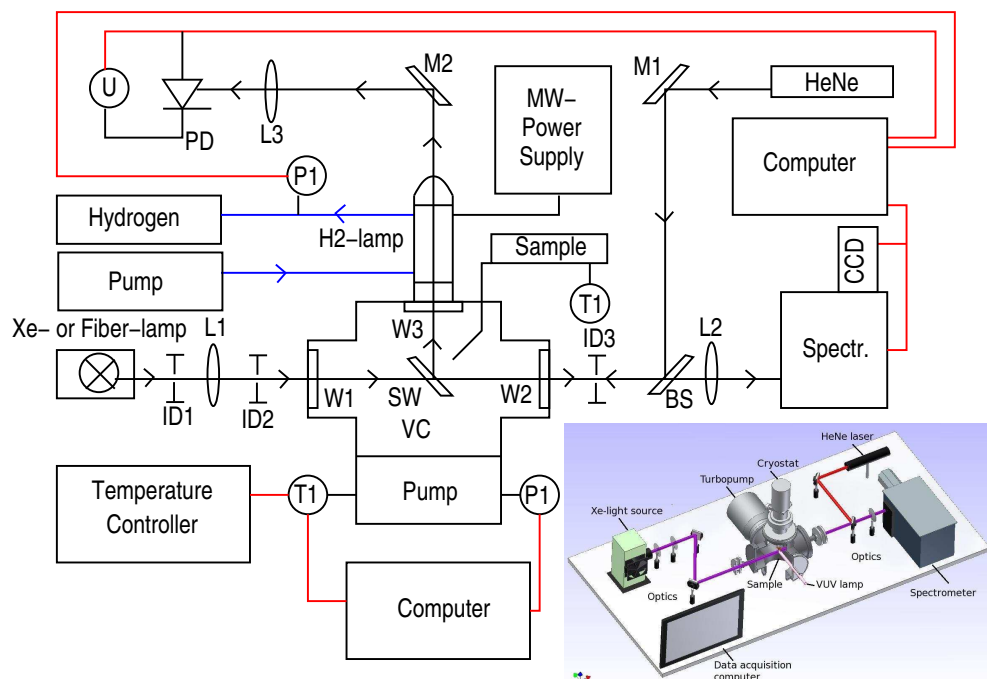 U
PD
L3
M2
MW–
Power
Supply
M1
HeNe
Computer
P1
Hydrogen
H2–lamp
Pump
Sample
T1
CCD
Xe– or Fiber–lamp
L1
W3
ID3
L2
Spectr.
ID1
ID2
W1
SW
VC
W2
BS
Temperature
Controller
T1
Pump
P1
Computer
HeNe laser
Cryostat
Turbopump
Xe-light source
Optics
Sample
VUV lamp
Optics
Spectrometer
Data acquisition
computer